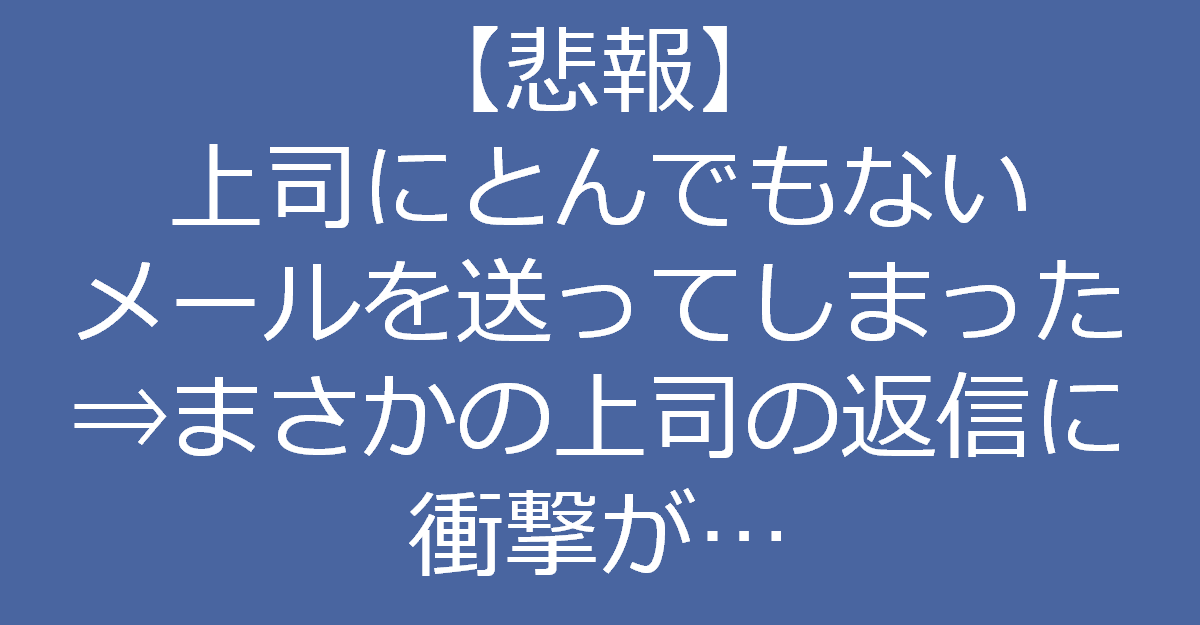 【悲報】
上司にとんでもない
メールを送ってしまった
⇒まさかの上司の返信に
衝撃が…